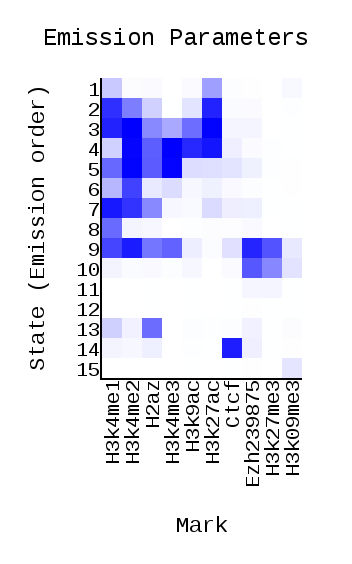 Emission Parameters
State (Emission order)
1
2
3
4
5
6
7
8
9
10
11
12
13
14
15
H3k4me1
H3k4me2
H2az
H3k4me3
H3k9ac
H3k27ac
Ctcf
Ezh239875
H3k27me3
H3k09me3
Mark